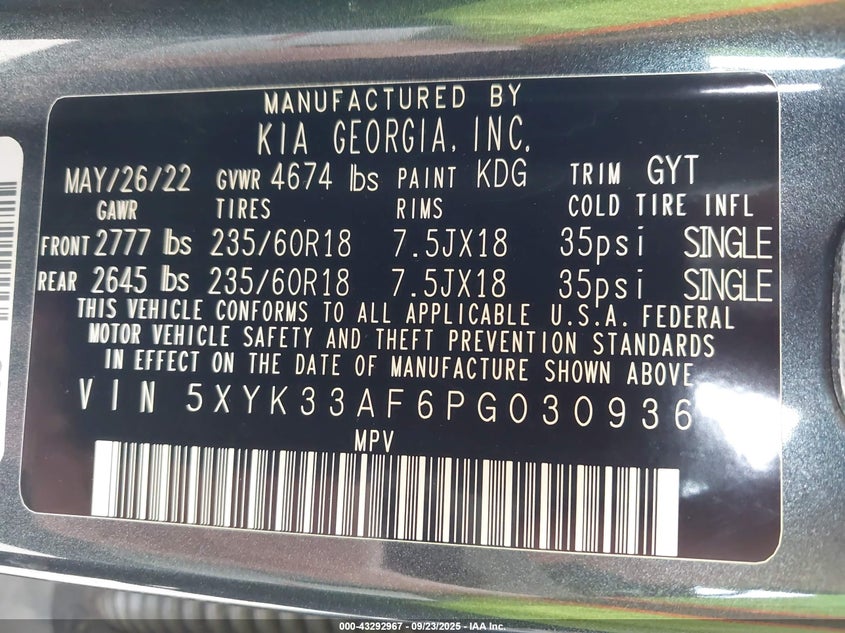 MANUFACTURED BY
KIA GEORGIA, INC.
MAY/26/22 GVWR 4674 lbs PAINT KDG TRIM GYT
GAWR TIRES RIMS COLD TIRE INFL
FRONT 2777 lbs 235/60R18 7.5JX18 35psi SINGLE
REAR 2645 lbs 235/60R18 7.5JX18 35psi SINGLE
THIS VEHICLE CONFORMS TO ALL APPLICABLE U.S.A. FEDERAL
MOTOR VEHICLE SAFETY AND THEFT PREVENTION STANDARDS
IN EFFECT ON THE DATE OF MANUFACTURE SHOWN ABOVE
VIN 5XYK33AF6PG030936
MPV
000-43292967 - 09/23/2025 - IAA Inc.